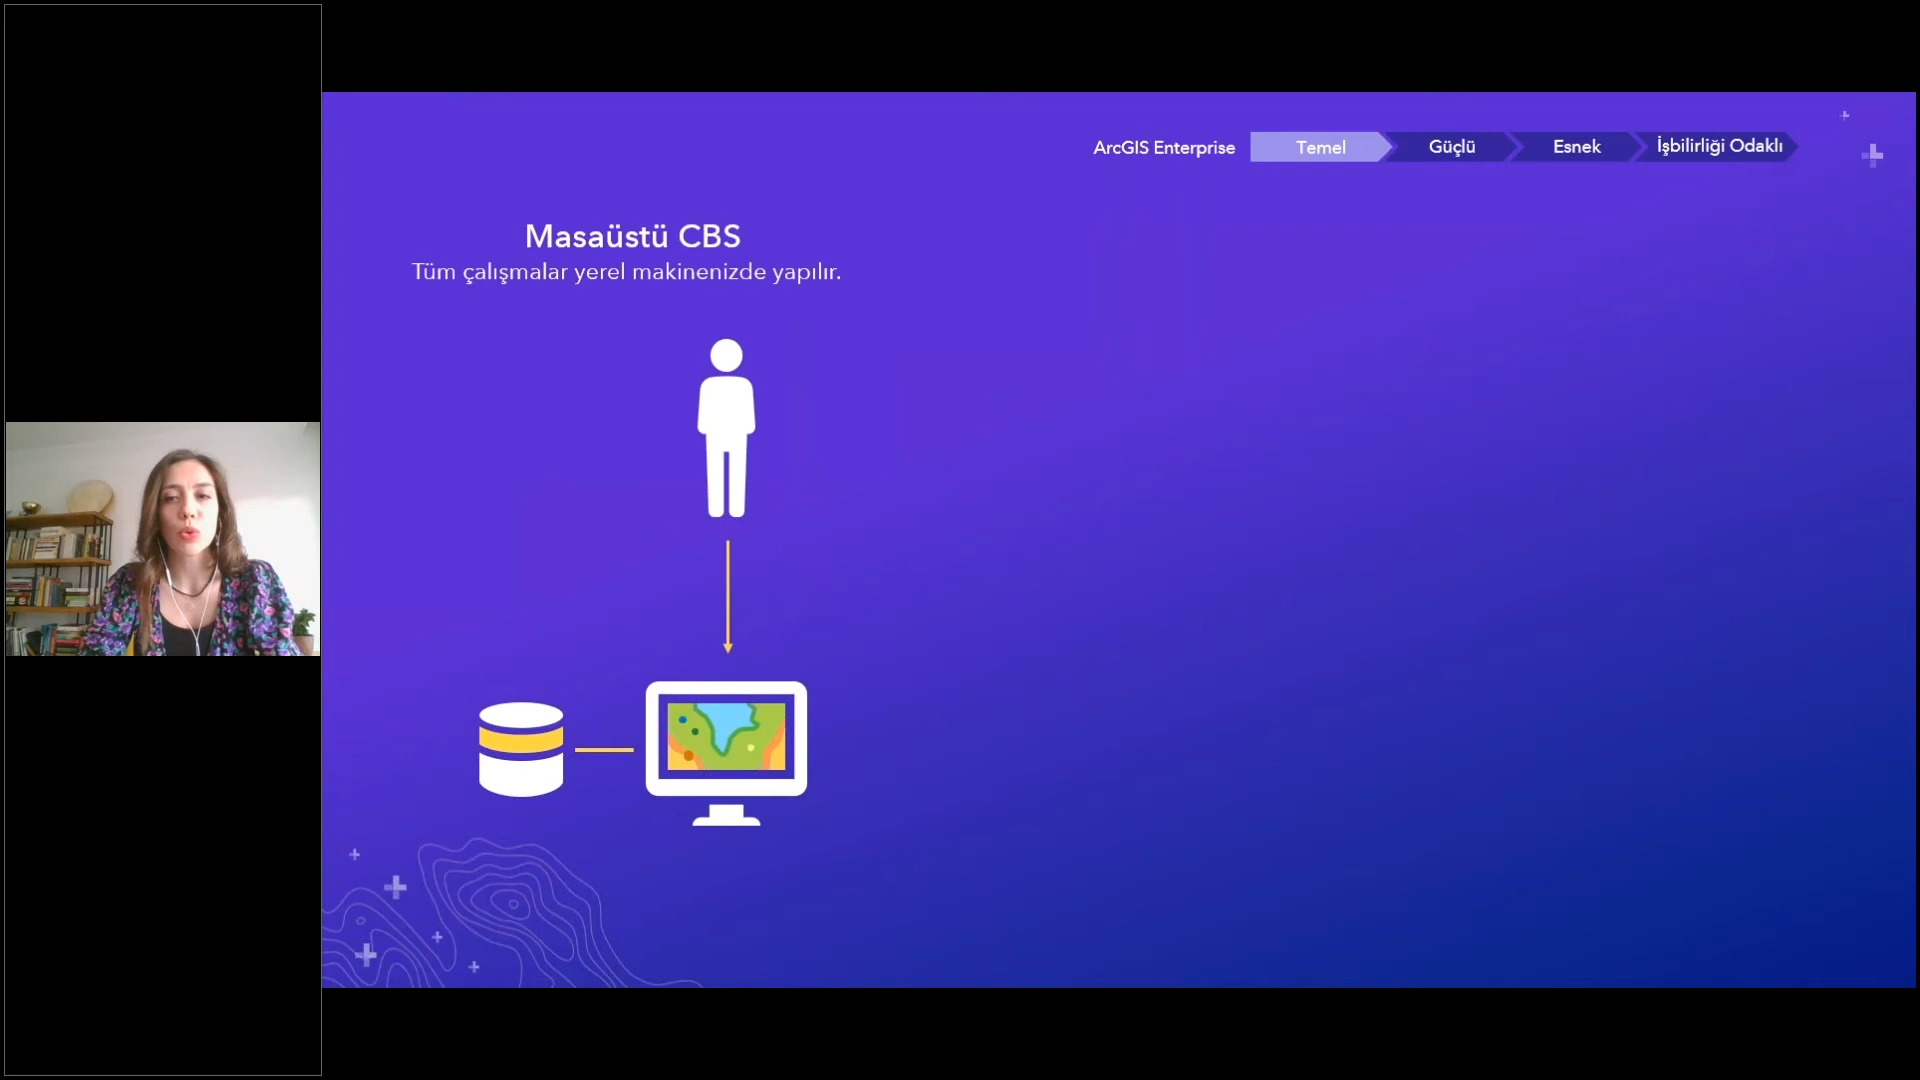 ArcGIS Enterprise Temel Güçlü Esnek İşbilirliği Odaklı
Masaüstü CBS
Tüm çalışmalar yerel makinenizde yapılır.